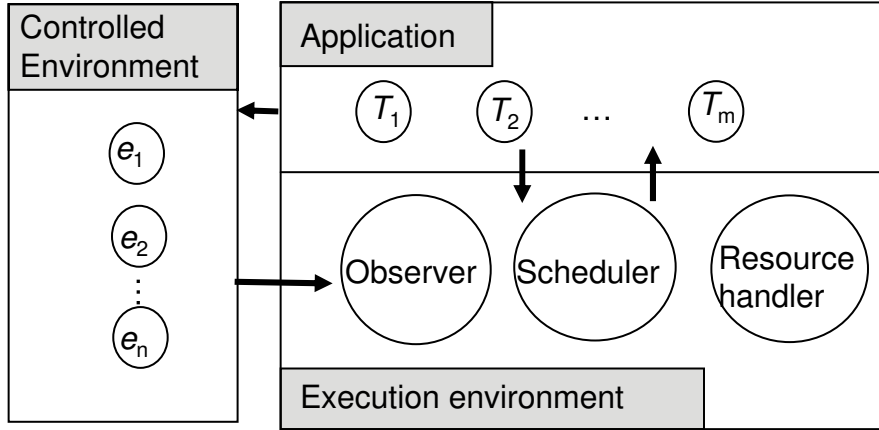 Controlled
Environment
e1
e2
⋮
en
Application
T1 T2 … Tm
Observer
Scheduler
Resource
handler
Execution environment